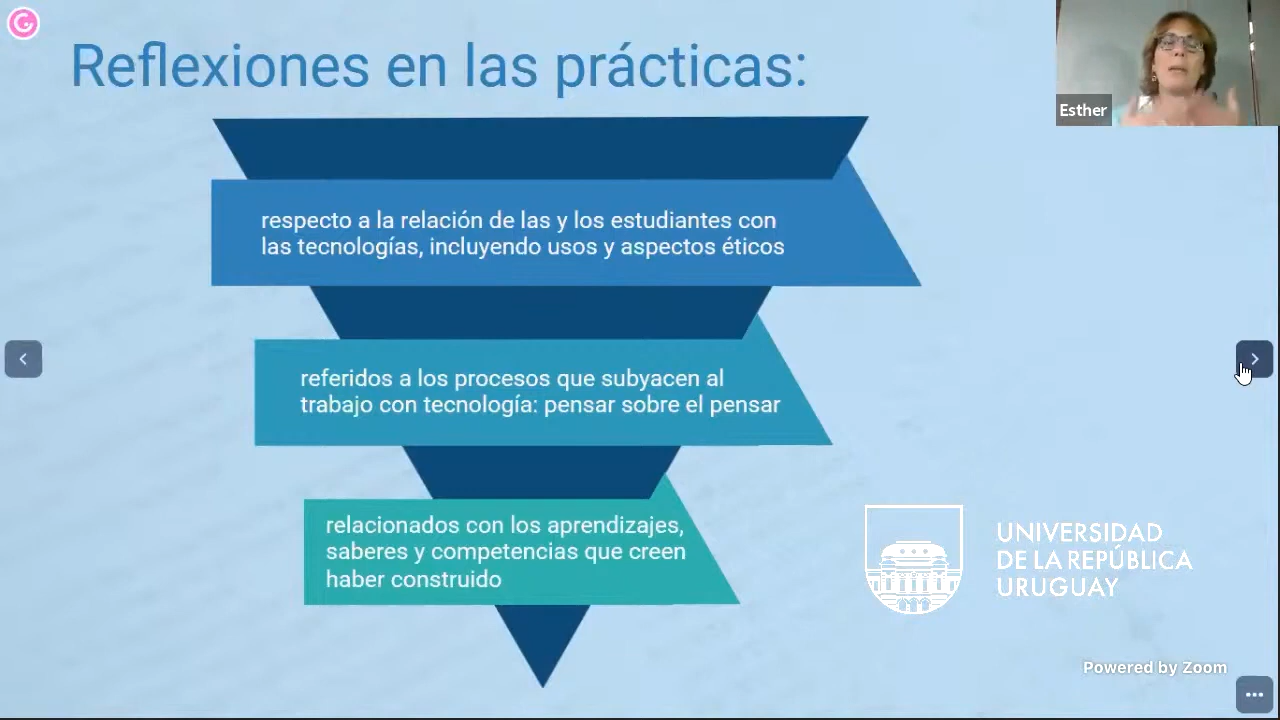 Reflexiones en las prácticas:
Esther
respecto a la relación de las y los estudiantes con
las tecnologías, incluyendo usos y aspectos éticos
referidos a los procesos que subyacen al
trabajo con tecnología: pensar sobre el pensar
relacionados con los aprendizajes,
saberes y competencias que creen
haber construido
UNIVERSIDAD
DE LA REPÚBLICA
URUGUAY
Powered by Zoom